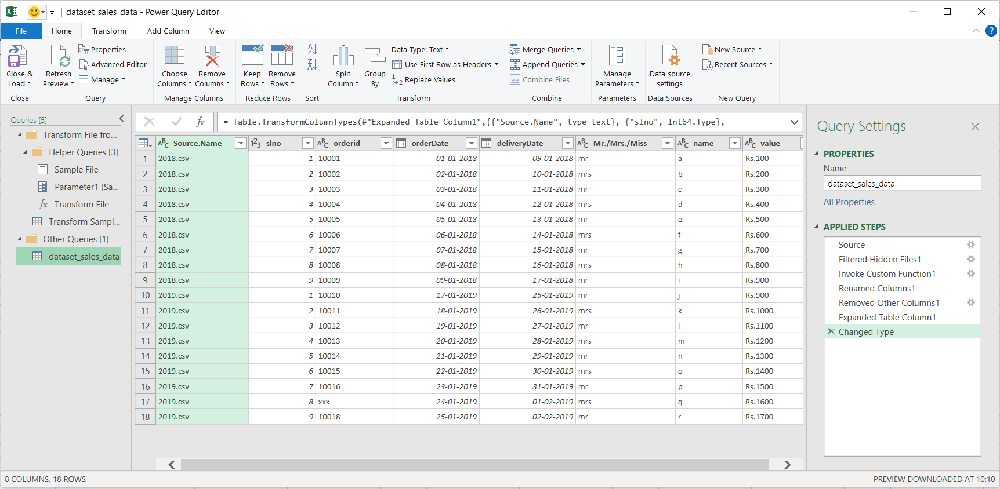 dataset_sales_data - Power Query Editor
File Home Transform Add Column View
Close & Load
Close
Refresh Preview
Properties
Advanced Editor
Manage
Query
Choose Columns
Remove Columns
Manage Columns
Keep Rows
Remove Rows
Reduce Rows
Sort
Split Column
Group By
Data Type: Text
Use First Row as Headers
Replace Values
Transform
Merge Queries
Append Queries
Combine Files
Combine
Manage Parameters
Parameters
Data source settings
Data Sources
New Source
Recent Sources
New Query
Queries [5]
Transform File fro...
Helper Queries [3]
Sample File
Parameter1 (Sa...
fx Transform File
Transform Sampl...
Other Queries [1]
dataset_sales_data
fx = Table.TransformColumnTypes(#"Expanded Table Column1",{{"Source.Name", type text}, {"slno", Int64.Type},
Source.Name slno orderid orderDate deliveryDate Mr./Mrs./Miss name value
1 2018.csv 1 10001 01-01-2018 09-01-2018 mr a Rs.100
2 2018.csv 2 10002 02-01-2018 10-01-2018 mrs b Rs.200
3 2018.csv 3 10003 03-01-2018 11-01-2018 mr c Rs.300
4 2018.csv 4 10004 04-01-2018 12-01-2018 mrs d Rs.400
5 2018.csv 5 10005 05-01-2018 13-01-2018 mr e Rs.500
6 2018.csv 6 10006 06-01-2018 14-01-2018 mrs f Rs.600
7 2018.csv 7 10007 07-01-2018 15-01-2018 mr g Rs.700
8 2018.csv 8 10008 08-01-2018 16-01-2018 mrs h Rs.800
9 2018.csv 9 10009 09-01-2018 17-01-2018 mr i Rs.900
10 2019.csv 1 10010 17-01-2019 25-01-2019 mr j Rs.900
11 2019.csv 2 10011 18-01-2019 26-01-2019 mrs k Rs.1000
12 2019.csv 3 10012 19-01-2019 27-01-2019 mr l Rs.1100
13 2019.csv 4 10013 20-01-2019 28-01-2019 mrs m Rs.1200
14 2019.csv 5 10014 21-01-2019 29-01-2019 mr n Rs.1300
15 2019.csv 6 10015 22-01-2019 30-01-2019 mrs o Rs.1400
16 2019.csv 7 10016 23-01-2019 31-01-2019 mr p Rs.1500
17 2019.csv 8 xxx 24-01-2019 01-02-2019 mrs q Rs.1600
18 2019.csv 9 10018 25-01-2019 02-02-2019 mr r Rs.1700
Query Settings
PROPERTIES
Name
dataset_sales_data
All Properties
APPLIED STEPS
Source
Filtered Hidden Files1
Invoke Custom Function1
Renamed Columns1
Removed Other Columns1
Expanded Table Column1
Changed Type
8 COLUMNS, 18 ROWS
PREVIEW DOWNLOADED AT 10:10